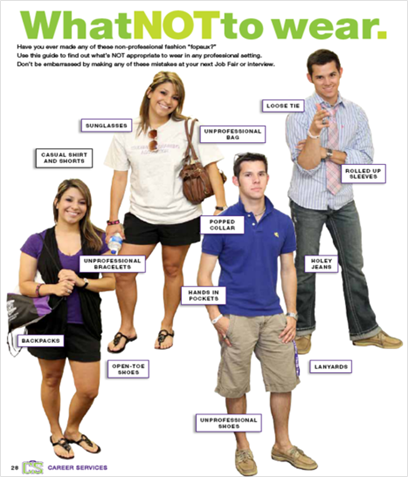 What NOT to wear.
Have you ever made any of these non-professional fashion "fopaux?"
Use this guide to find out what's NOT appropriate to wear in any professional setting.
Don't be embarrassed by making any of these mistakes at your next Job Fair or interview.
LOOSE TIE
SUNGLASSES
UNPROFESSIONAL
BAG
CASUAL SHIRT
AND SHORTS
ROLLED UP
SLEEVES
POPPED
COLLAR
UNPROFESSIONAL
BRACELETS
HOLEY
JEANS
HANDS IN
POCKETS
BACKPACKS
OPEN-TOE
SHOES
LANYARDS
UNPROFESSIONAL
SHOES
28
CAREER SERVICES